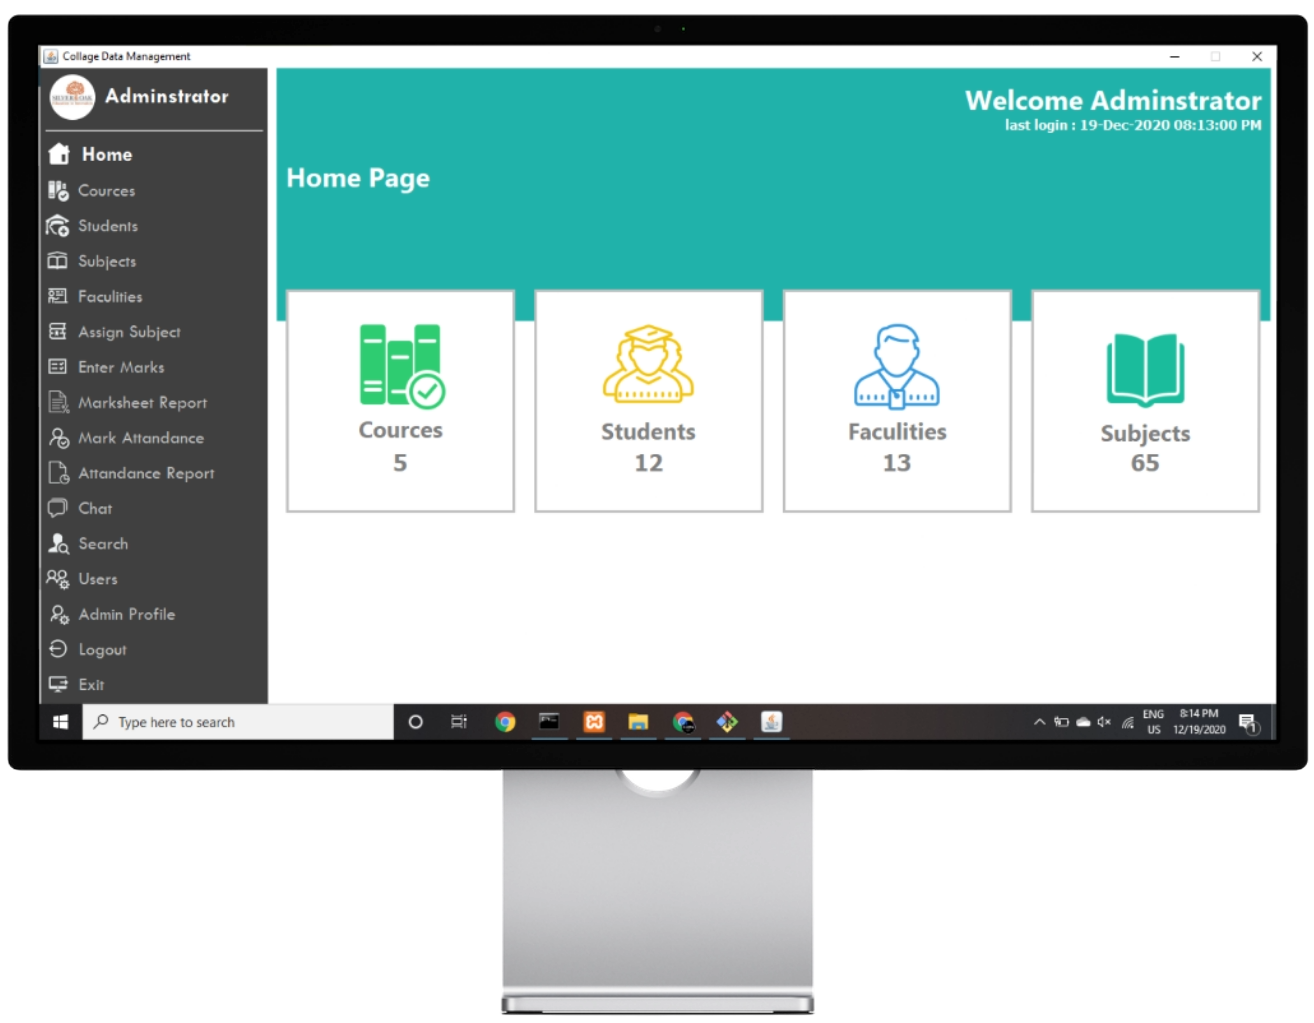 Collage Data Management
Adminstrator
Home
Cources
Students
Subjects
Faculities
Assign Subject
Enter Marks
Marksheet Report
Mark Attandance
Attandance Report
Chat
Search
Users
Admin Profile
Logout
Exit
Welcome Adminstrator
last login : 19-Dec-2020 08:13:00 PM
Home Page
Cources
5
Students
12
Faculities
13
Subjects
65
Type here to search
ENG
US
8:14 PM
12/19/2020
1